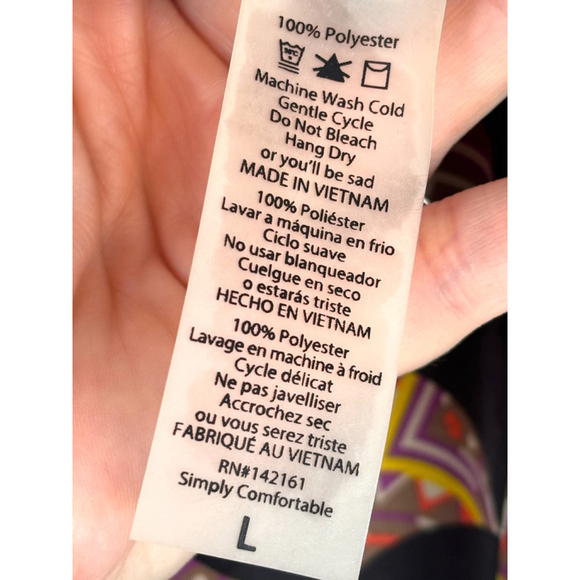 100% Polyester
30°C
Machine Wash Cold
Gentle Cycle
Do Not Bleach
Hang Dry
or you'll be sad
MADE IN VIETNAM
100% Poliéster
Lavar a máquina en frio
Ciclo suave
No usar blanqueador
Cuelgue en seco
o estarás triste
HECHO EN VIETNAM
100% Polyester
Lavage en machine à froid
Cycle délicat
Ne pas javelliser
Accrochez sec
ou vous serez triste
FABRIQUÉ AU VIETNAM
RN#142161
Simply Comfortable
L